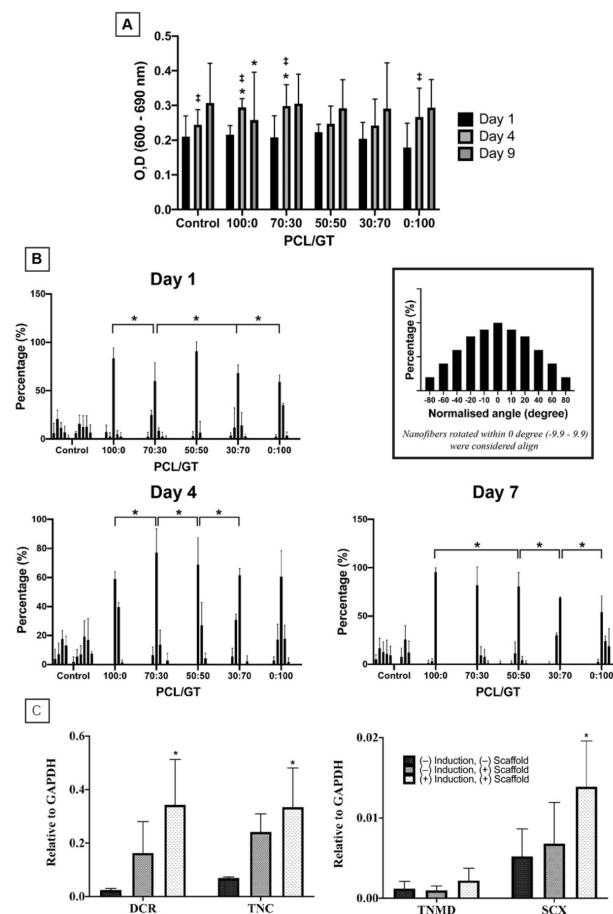 A
‡
‡
*
*
‡
*
‡
O,D (600 - 690 nm)
0.4
0.3
0.2
0.1
0.0
Control
100:0
70:30
50:50
30:70
0:100
PCL/GT
Day 1
Day 4
Day 9
B
Day 1
Percentage (%)
150
100
50
0
*
*
*
Control
100:0
70:30
50:50
30:70
0:100
PCL/GT
Percentage (%)
-80
-60
-40
-20
-10
0
10
20
40
60
80
Normalised angle (degree)
Nanofibers rotated within 0 degree (-9.9 - 9.9)
were considered align
Day 4
Percentage (%)
100
80
60
40
20
0
*
*
*
Control
100:0
70:30
50:50
30:70
0:100
PCL/GT
Day 7
Percentage (%)
150
100
50
0
*
*
*
Control
100:0
70:30
50:50
30:70
0:100
PCL/GT
C
Relative to GAPDH
0.6
0.4
0.2
0.0
*
*
DCR
TNC
Relative to GAPDH
0.02
0.01
0.00
(−) Induction, (−) Scaffold
(−) Induction, (+) Scaffold
(+) Induction, (+) Scaffold
*
TNMD
SCX